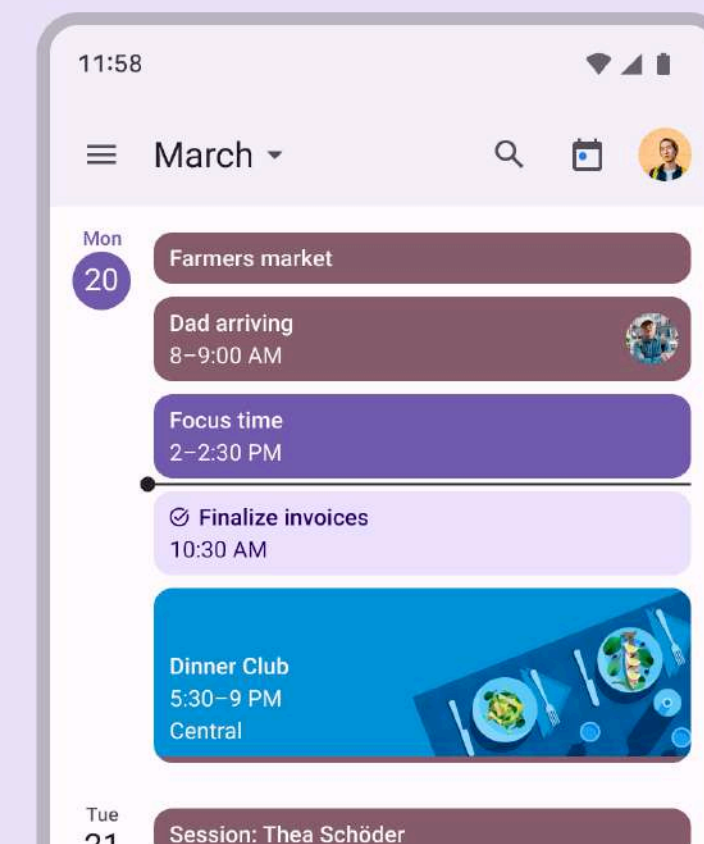 11:58
March
Mon
20
Farmers market
Dad arriving
8–9:00 AM
Focus time
2–2:30 PM
Finalize invoices
10:30 AM
Dinner Club
5:30–9 PM
Central
Tue
21
Session: Thea Schöder